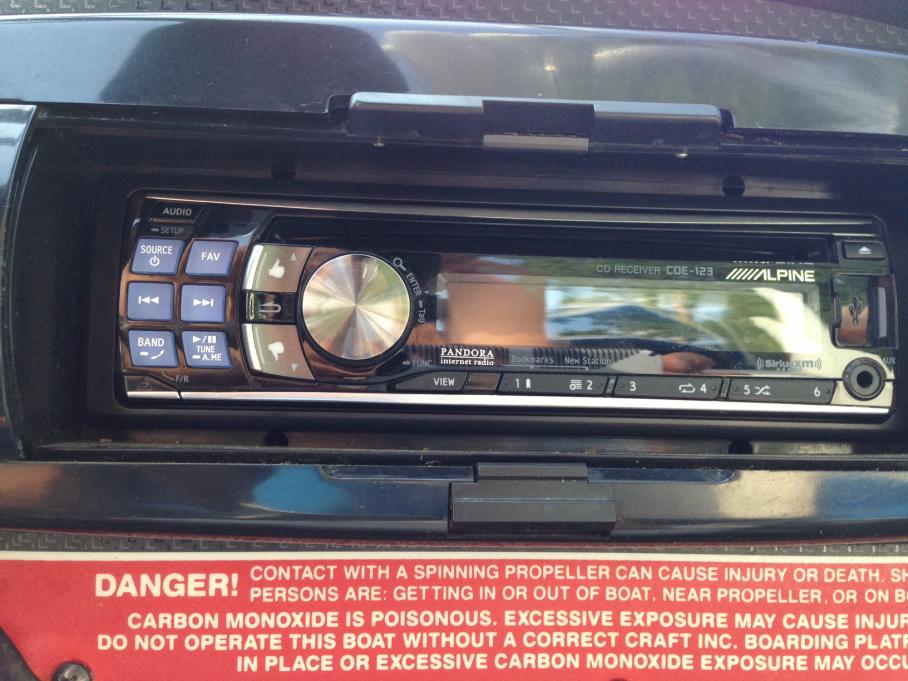 AUDIO
SETUP
SOURCE FAV
BAND
TUNE
A.ME
F/R
ENTER
Tag
FUNC
CD RECEIVER CDE-123 ALPINE
PANDORA
internet radio
Bookmarks New Station
((SiriusXM))
AUX
VIEW 1 2 3 4 5 6
DANGER! CONTACT WITH A SPINNING PROPELLER CAN CAUSE INJURY OR DEATH.
PERSONS ARE: GETTING IN OR OUT OF BOAT, NEAR PROPELLER, OR ON
CARBON MONOXIDE IS POISONOUS. EXCESSIVE EXPOSURE MAY CAUSE
DO NOT OPERATE THIS BOAT WITHOUT A CORRECT CRAFT INC. BOARDING
IN PLACE OR EXCESSIVE CARBON MONOXIDE EXPOSURE MAY